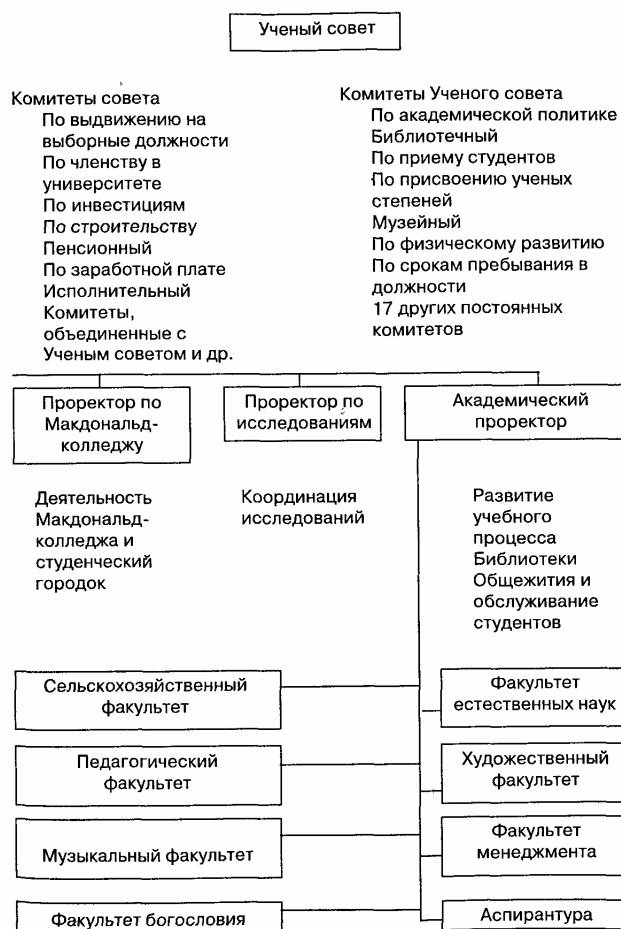 Ученый совет
Комитеты совета
По выдвижению на
выборные должности
По членству в
университете
По инвестициям
По строительству
Пенсионный
По заработной плате
Исполнительный
Комитеты,
объединенные с
Ученым советом и др.
Комитеты Ученого совета
По академической политике
Библиотечный
По приему студентов
По присвоению ученых
степеней
Музейный
По физическому развитию
По срокам пребывания в
должности
17 других постоянных
комитетов
Проректор по
Макдональд-
колледжу
Проректор по
исследованиям
Академический
проректор
Деятельность
Макдональд-
колледжа и
студенческий
городок
Координация
исследований
Развитие
учебного
процесса
Библиотеки
Общежития и
обслуживание
студентов
Сельскохозяйственный
факультет
Факультет
естественных наук
Педагогический
факультет
Художественный
факультет
Музыкальный факультет
Факультет
менеджмента
Факультет богословия
Аспирантура